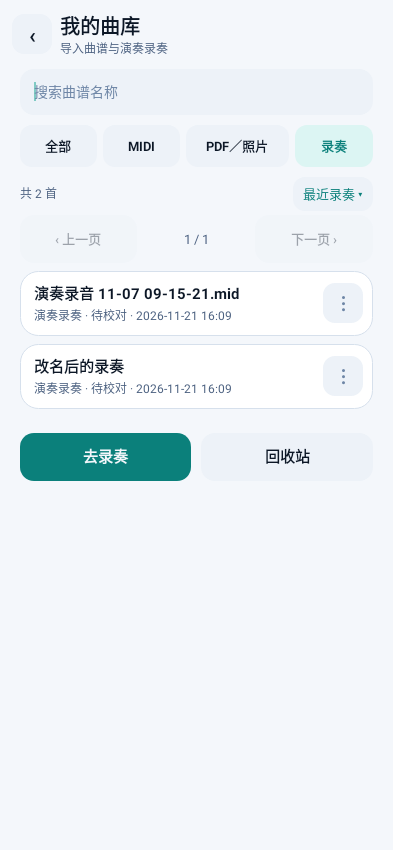 ‹
我的曲库
导入曲谱与演奏录奏
搜索曲谱名称
全部
MIDI
PDF／照片
录奏
共 2 首
最近录奏 ▾
‹ 上一页
1 / 1
下一页 ›
演奏录音 11-07 09-15-21.mid
演奏录奏 · 待校对 · 2026-11-21 16:09
改名后的录奏
演奏录奏 · 待校对 · 2026-11-21 16:09
去录奏
回收站